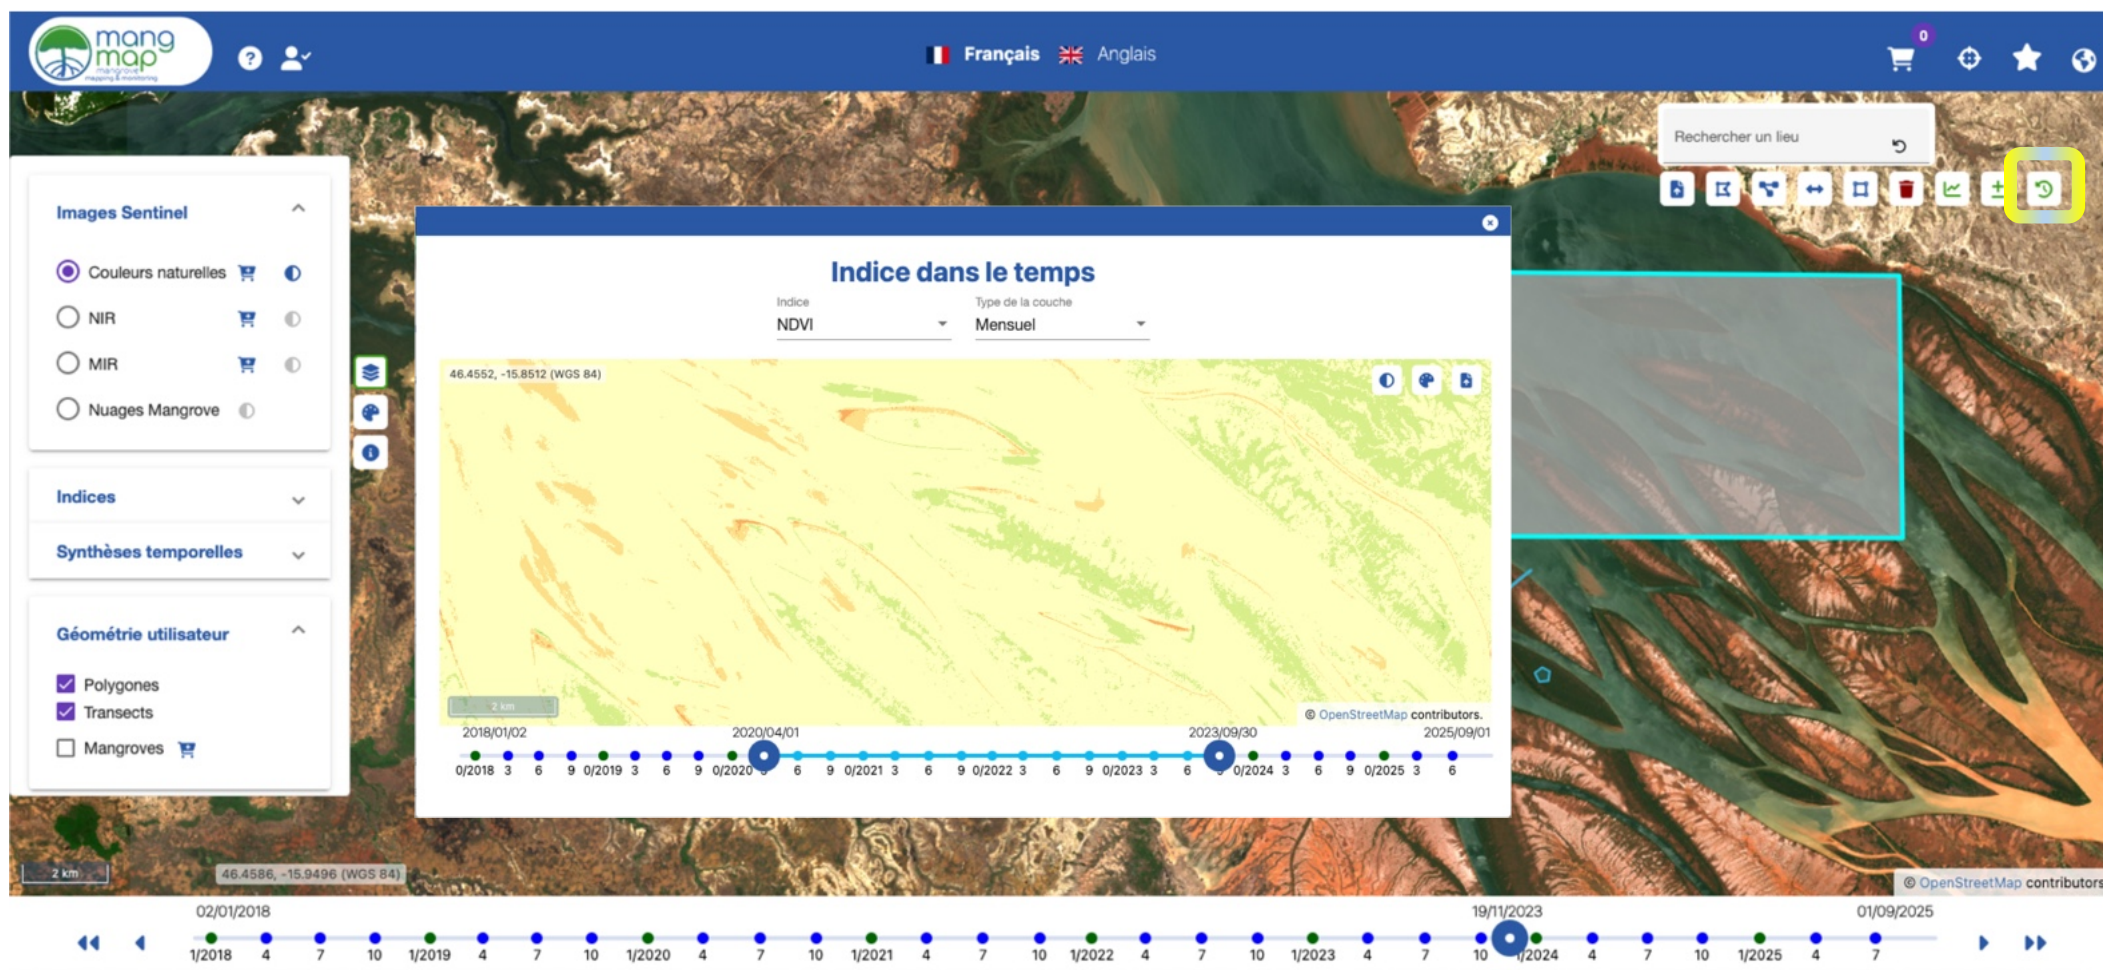 mang
map
mangrove
mapping & monitoring
?
Français
Anglais
0
Rechercher un lieu
Images Sentinel
Couleurs naturelles
NIR
MIR
Nuages Mangrove
Indices
Synthèses temporelles
Géométrie utilisateur
Polygones
Transects
Mangroves
Indice dans le temps
Indice
Type de la couche
NDVI
Mensuel
46.4552, -15.8512 (WGS 84)
2 km
© OpenStreetMap contributors.
2018/01/02 2020/04/01 2023/09/30 2025/09/01
0/2018 3 6 9 0/2019 3 6 9 0/2020 6 9 0/2021 3 6 9 0/2022 3 6 9 0/2023 3 6 0/2024 3 6 9 0/2025 3 6
2 km
46.4586, -15.9496 (WGS 84)
© OpenStreetMap contributors
02/01/2018 19/11/2023 01/09/2025
1/2018 4 7 10 1/2019 4 7 10 1/2020 4 7 10 1/2021 4 7 10 1/2022 4 7 10 1/2023 4 7 10 1/2024 4 7 10 1/2025 4 7